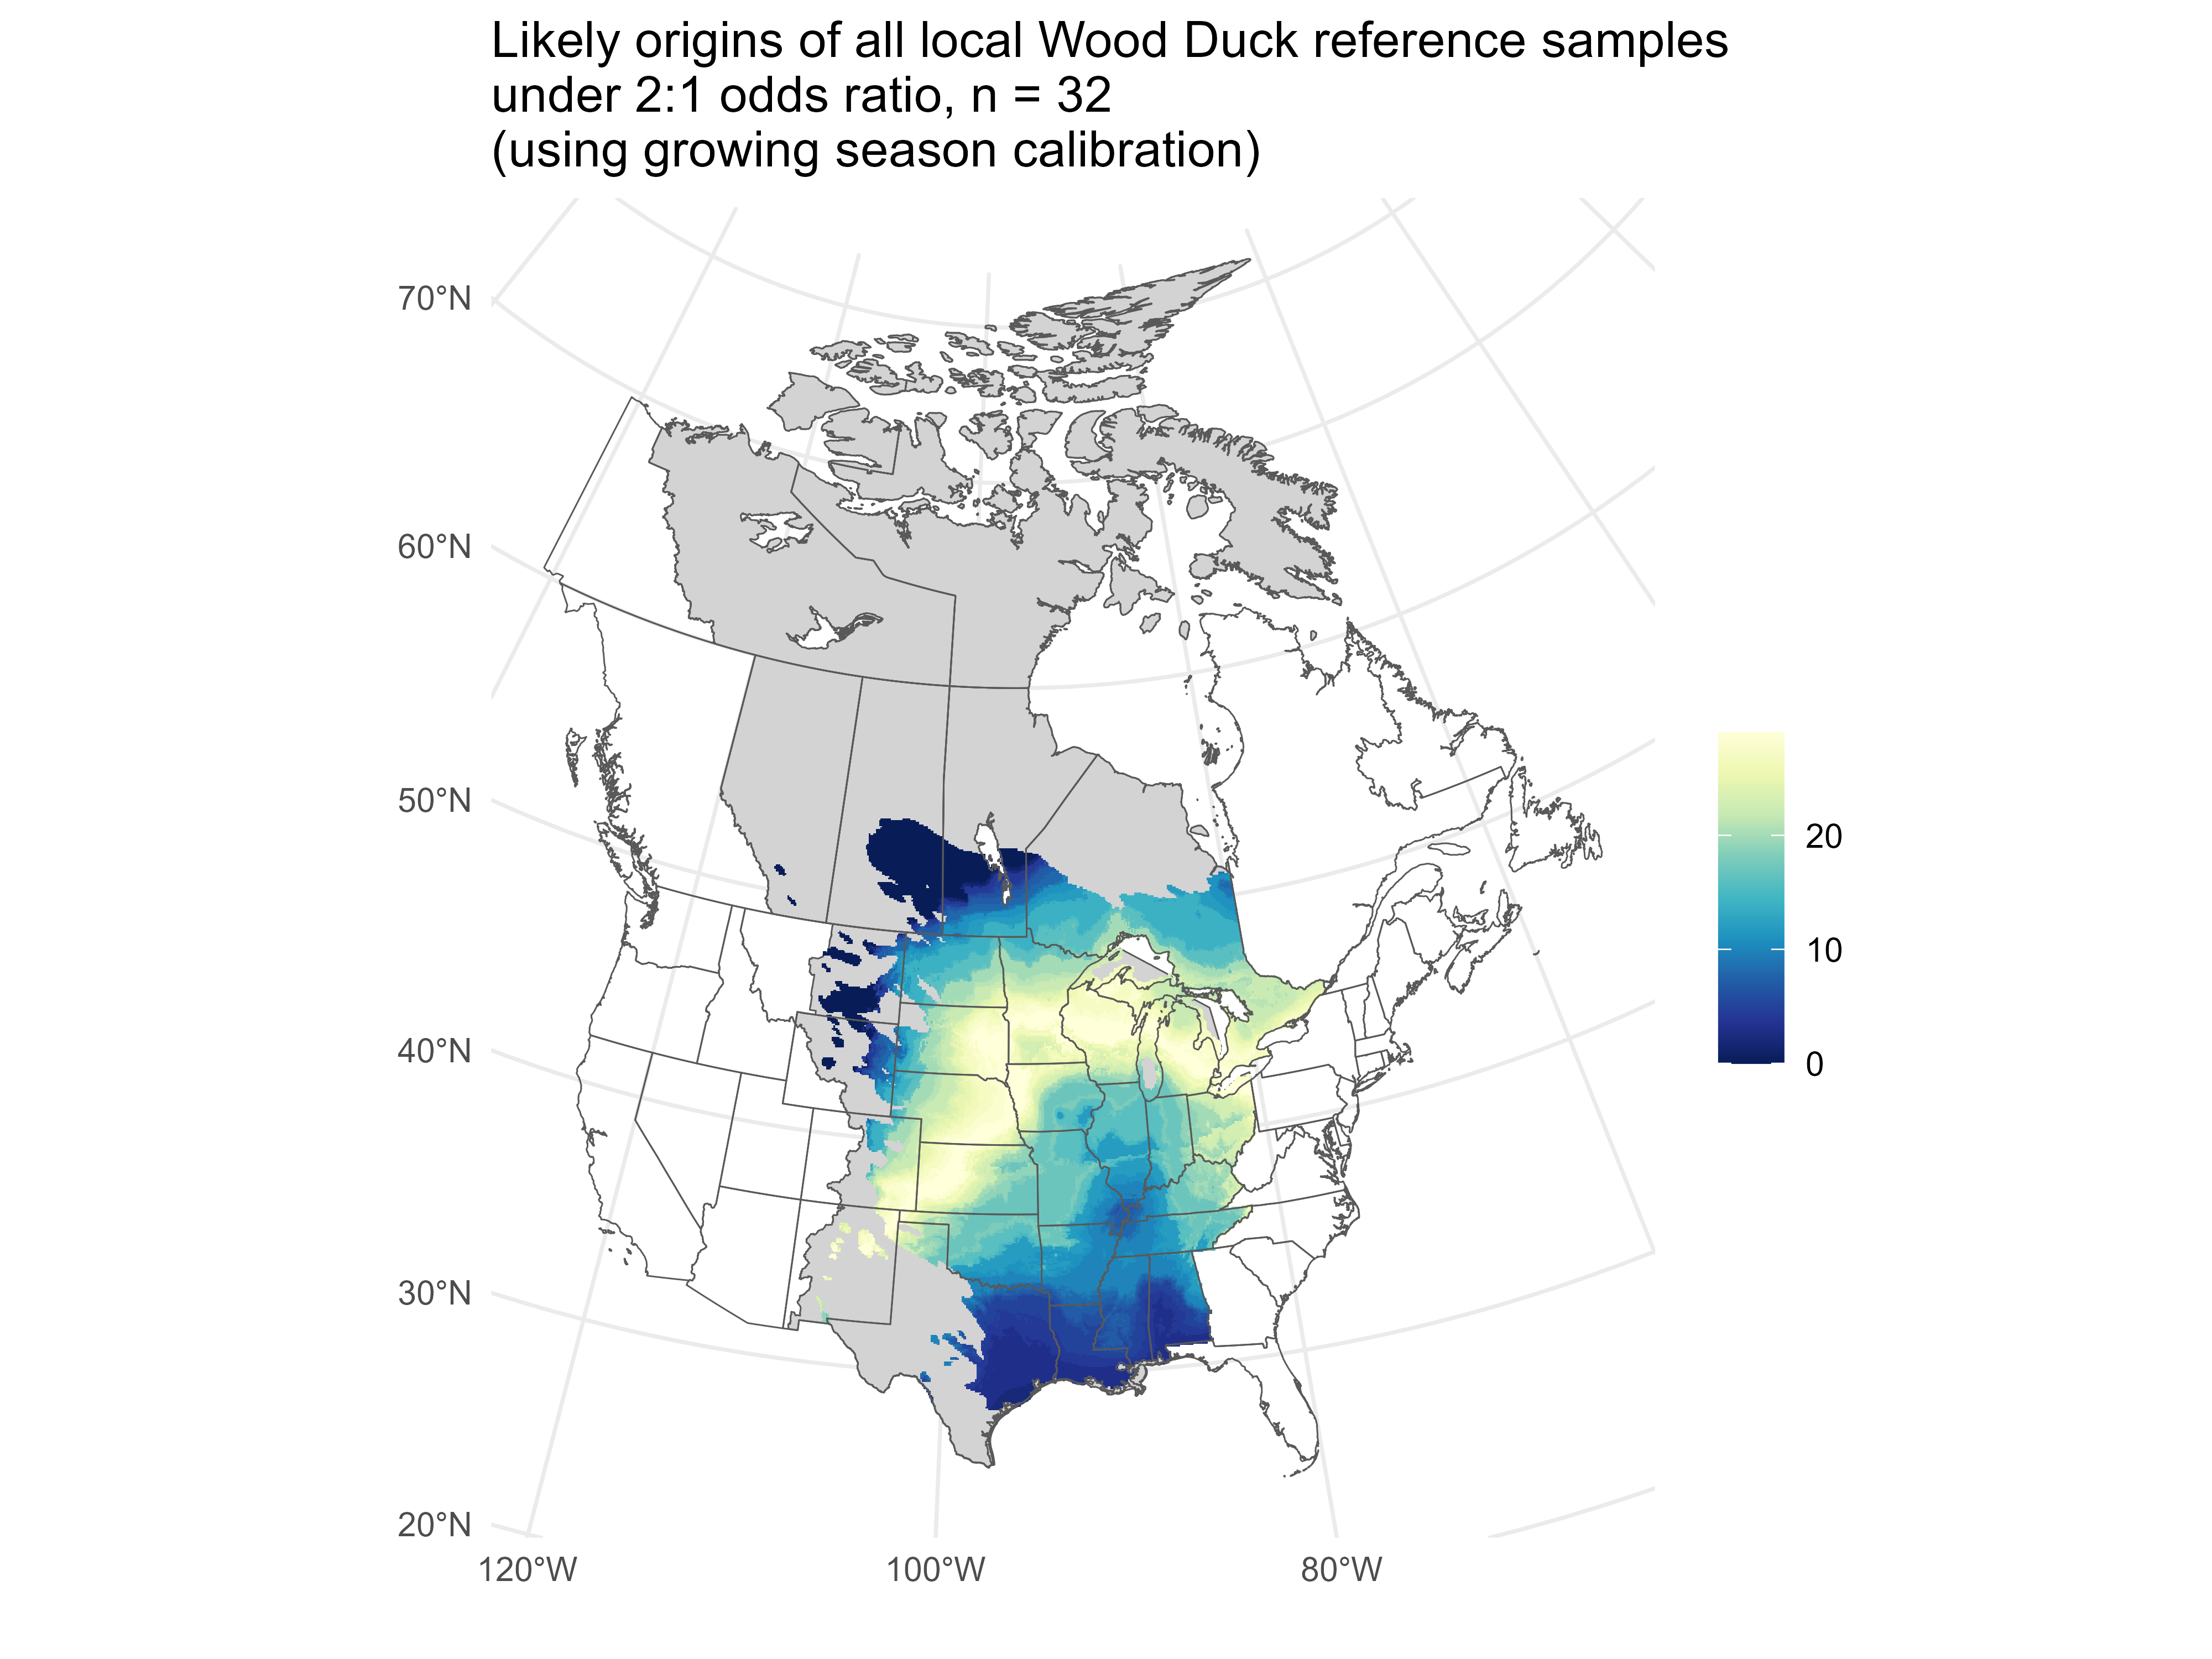 Likely origins of all local Wood Duck reference samples
under 2:1 odds ratio, n = 32
(using growing season calibration)
70°N
60°N
50°N
40°N
30°N
20°N
120°W
100°W
80°W
20
10
0